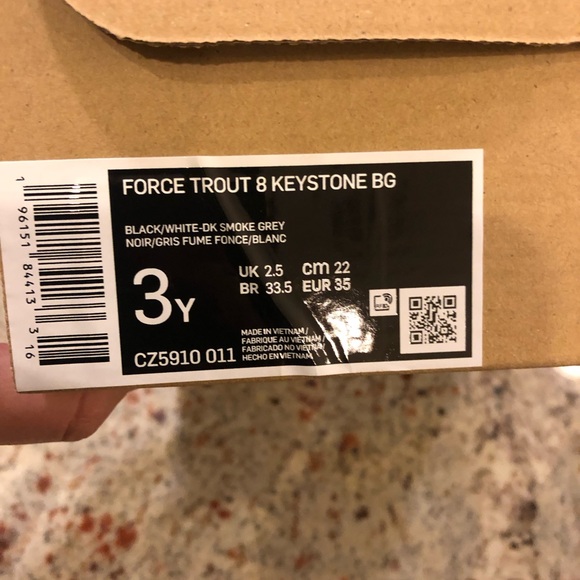 FORCE TROUT 8 KEYSTONE BG
BLACK/WHITE-DK SMOKE GREY
NOIR/GRIS FUME FONCE/BLANC
3Y
UK 2.5 cm 22
BR 33.5 EUR 35
MADE IN VIETNAM/
FABRIQUE AU VIETNAM/
FABRICADO NO VIETNÃ/
HECHO EN VIETNAM
CZ5910 011
1 96151 84413 3 16